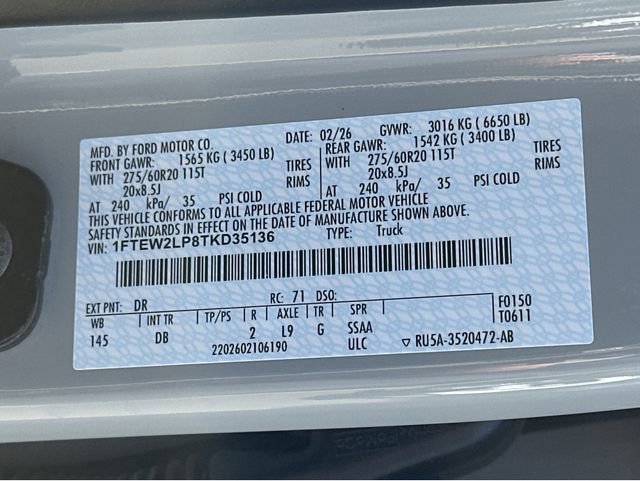 MFD. BY FORD MOTOR CO.
DATE: 02/26 GVWR: 3016 KG ( 6650 LB)
FRONT GAWR: 1565 KG ( 3450 LB) REAR GAWR: 1542 KG ( 3400 LB)
WITH 275/60R20 115T TIRES WITH 275/60R20 115T TIRES
20x8.5J RIMS 20x8.5J RIMS
AT 240 kPa/ 35 PSI COLD AT 240 kPa/ 35 PSI COLD
THIS VEHICLE CONFORMS TO ALL APPLICABLE FEDERAL MOTOR VEHICLE
SAFETY STANDARDS IN EFFECT ON THE DATE OF MANUFACTURE SHOWN ABOVE.
VIN: 1FTEW2LP8TKD35136 TYPE: Truck
EXT PNT: DR RC: 71 DSO: F0150
WB INT TR TP/PS R AXLE TR SPR T0611
145 DB 2 L9 G SSAA
2202602106190 ULC ▽ RU5A-3520472-AB